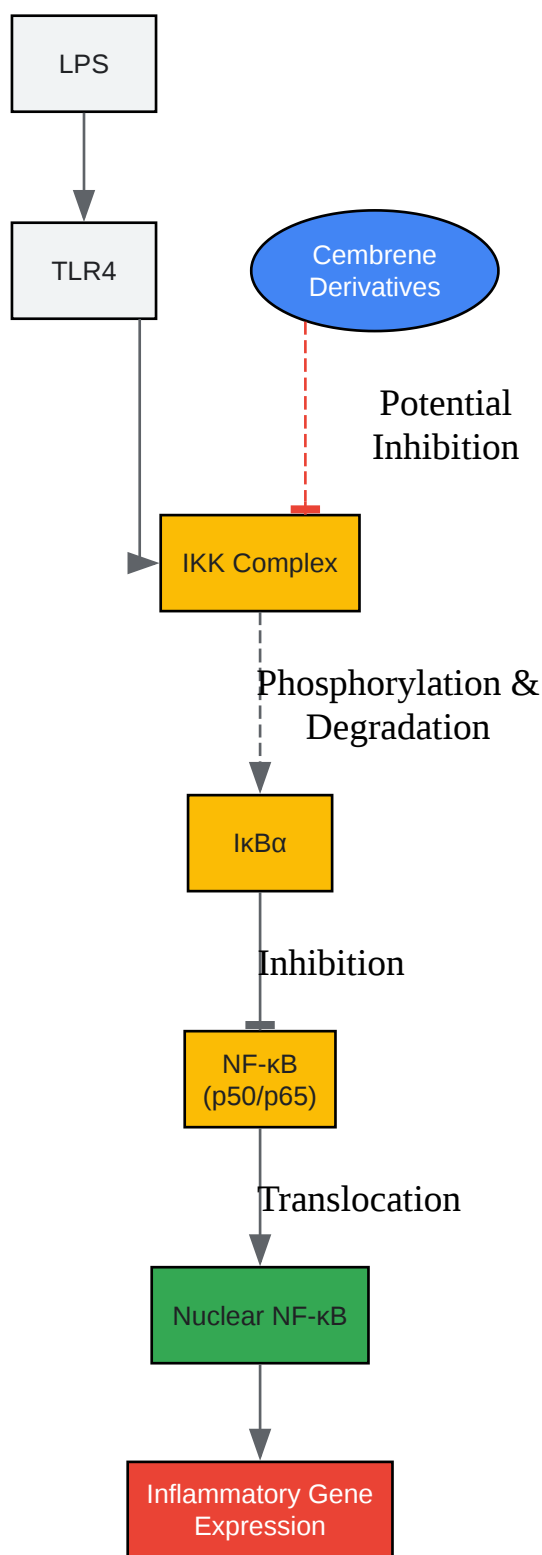 LPS
TLR4
Cembrene
Derivatives
Potential
Inhibition
IKK Complex
Phosphorylation &
Degradation
IκBα
Inhibition
NF-κB
(p50/p65)
Translocation
Nuclear NF-κB
Inflammatory Gene
Expression